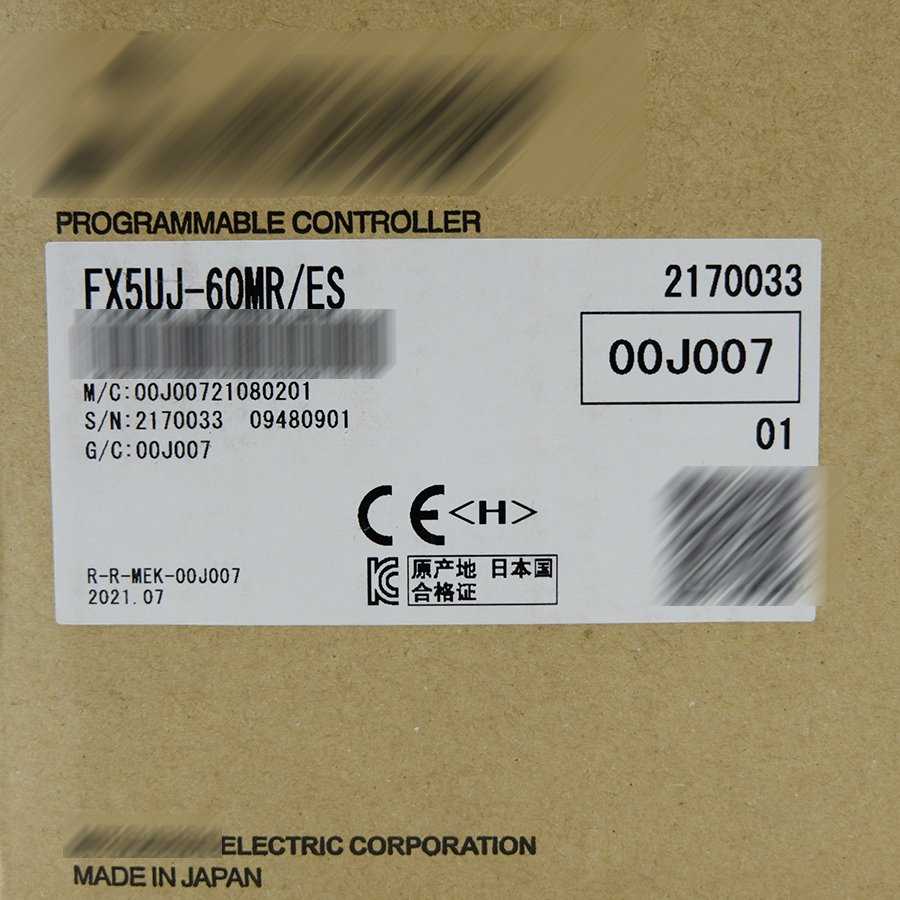 PROGRAMMABLE CONTROLLER
FX5UJ-60MR/ES
2170033
00J007
M/C:00J00721080201
S/N:2170033 09480901
G/C:00J007
01
CE<H>
R-R-MEK-00J007
2021.07
KC
原产地 日本国
合格证
ELECTRIC CORPORATION
MADE IN JAPAN